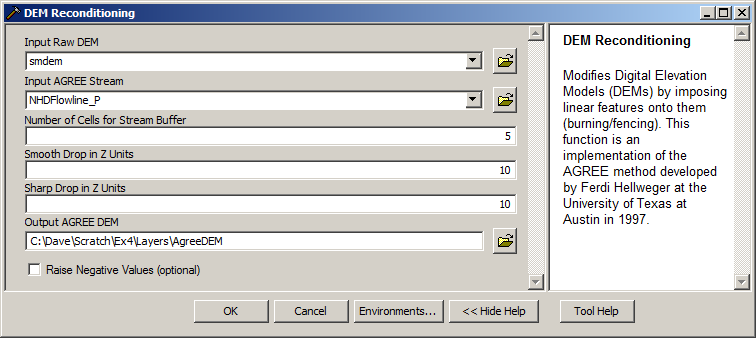 DEM Reconditioning
Input Raw DEM
smdem
Input AGREE Stream
NHDFlowline_P
Number of Cells for Stream Buffer
5
Smooth Drop in Z Units
10
Sharp Drop in Z Units
10
Output AGREE DEM
C:\Dave\Scratch\Ex4\Layers\AgreeDEM
Raise Negative Values (optional)
DEM Reconditioning
Modifies Digital Elevation
Models (DEMs) by imposing
linear features onto them
(burning/fencing). This
function is an
implementation of the
AGREE method developed
by Ferdi Hellweger at the
University of Texas at
Austin in 1997.
OK
Cancel
Environments...
<< Hide Help
Tool Help